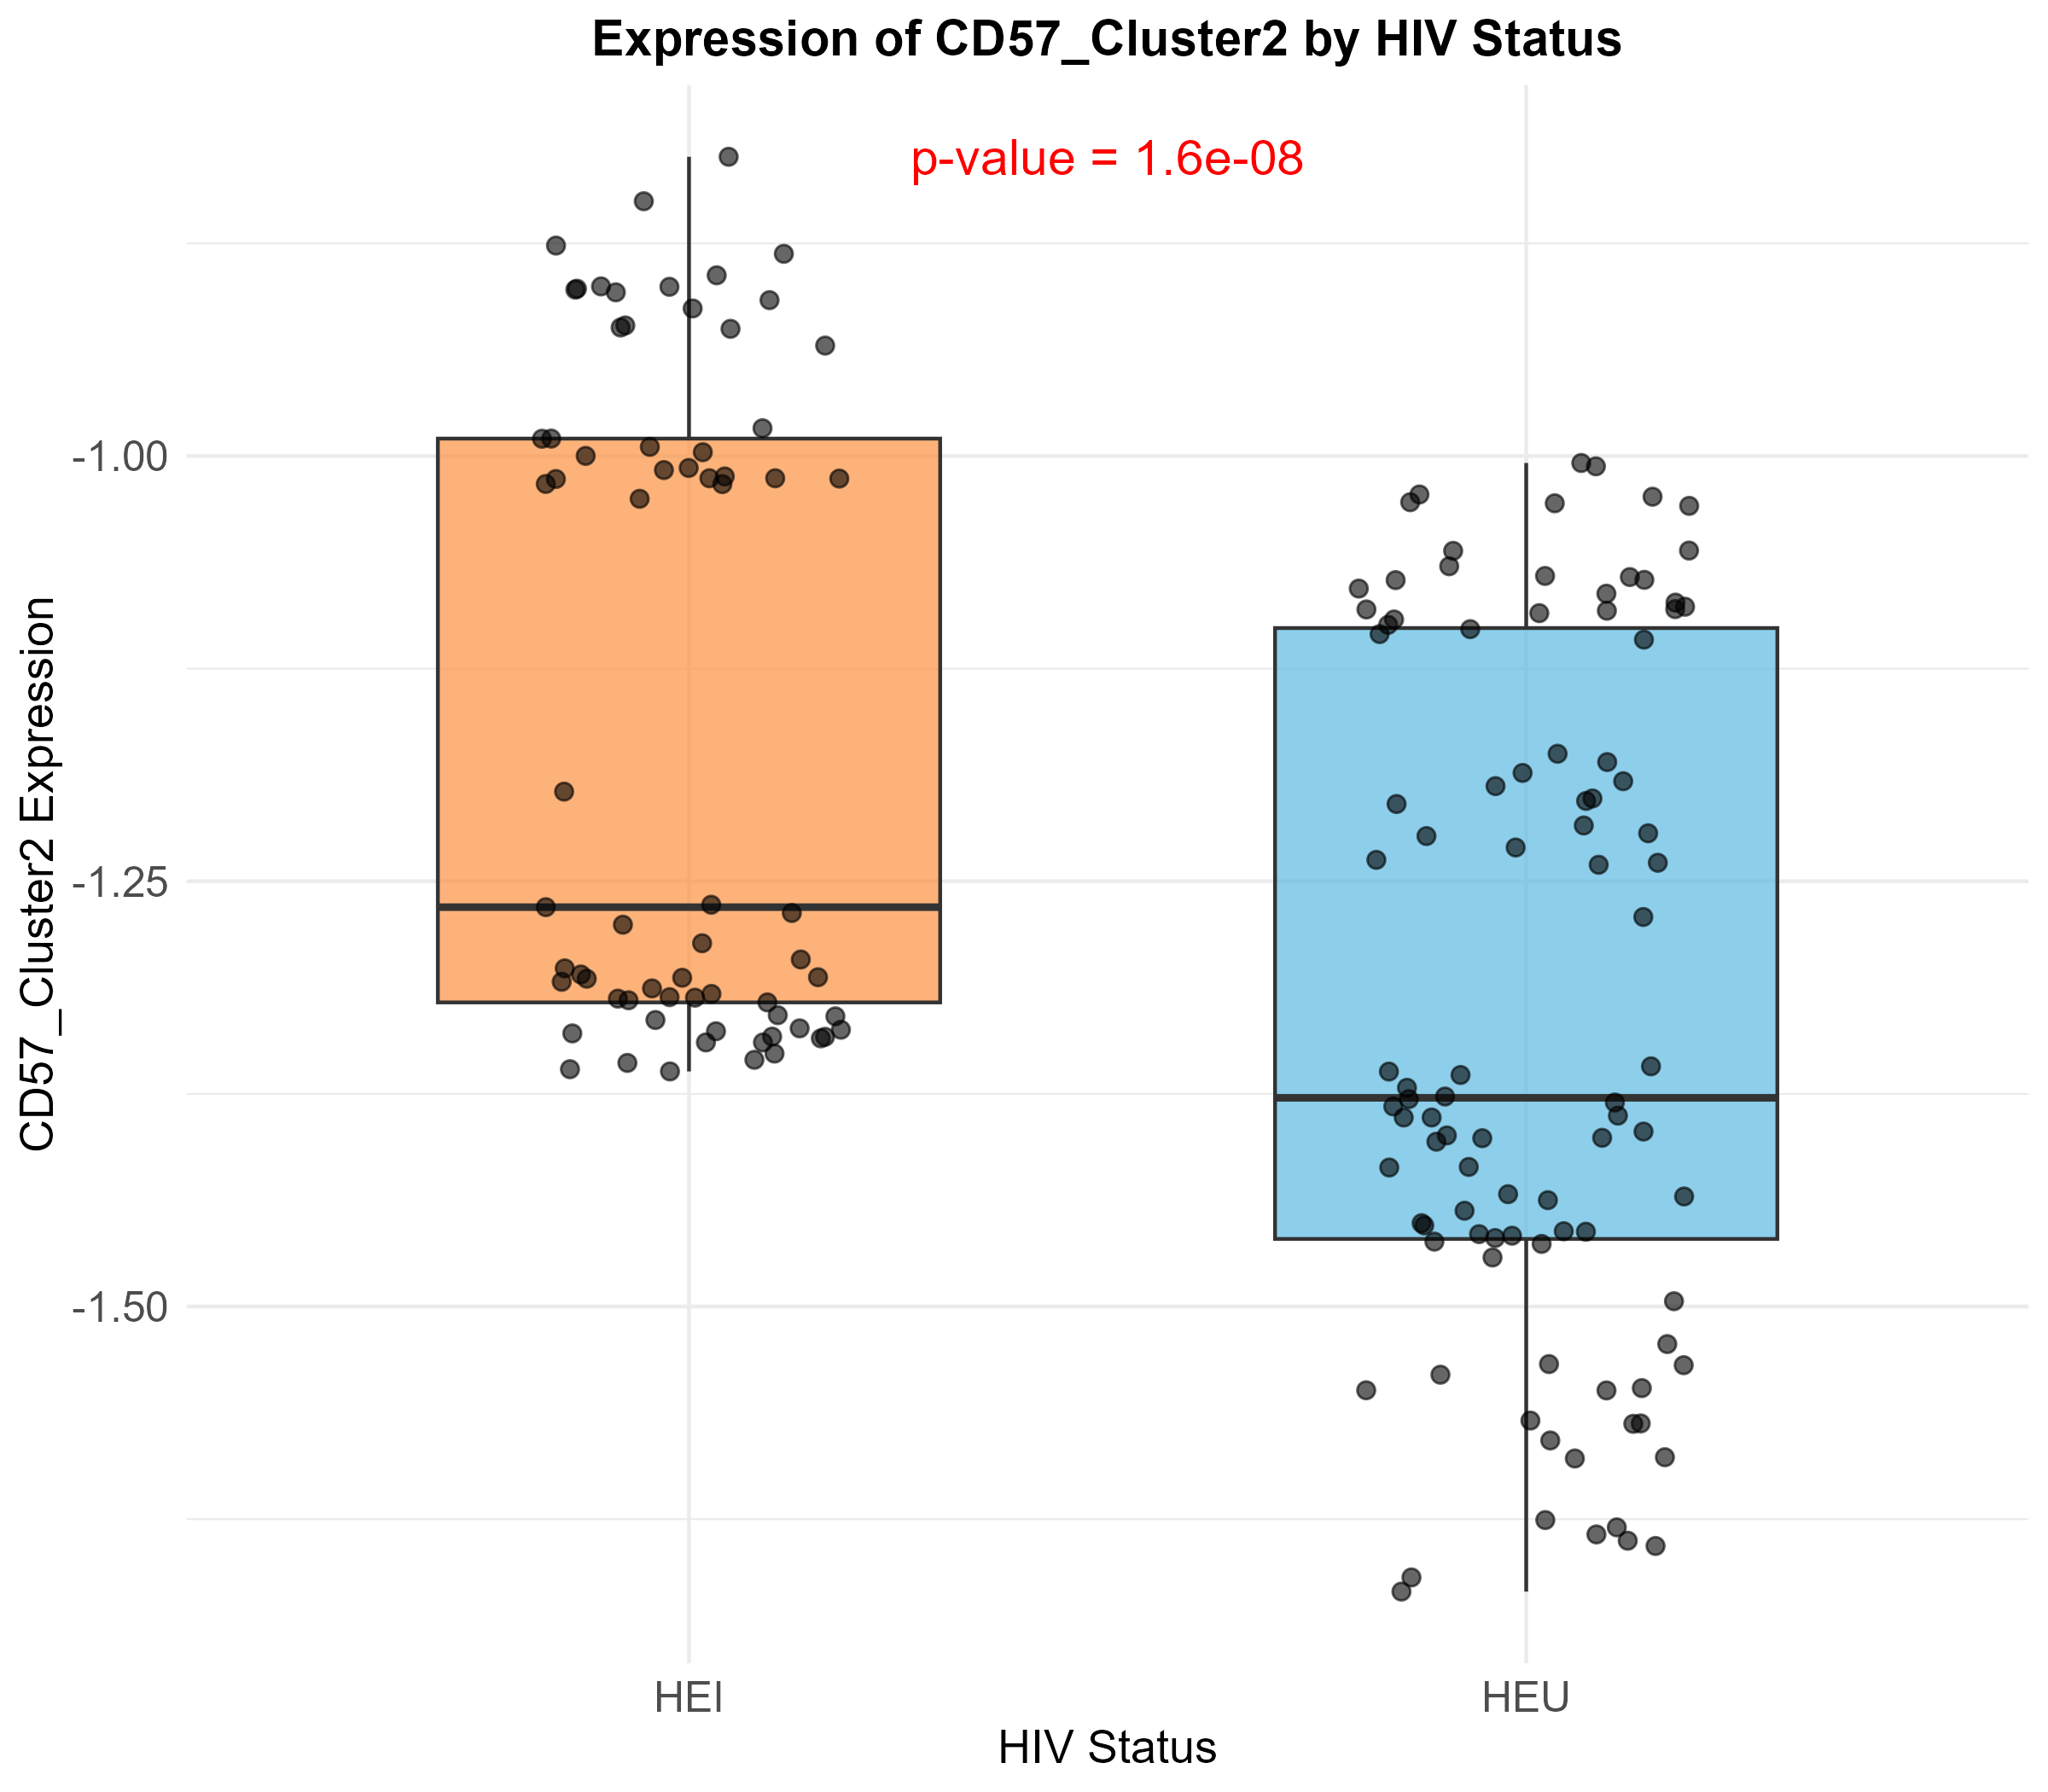 Expression of CD57_Cluster2 by HIV Status
p-value = 1.6e-08
CD57_Cluster2 Expression
-1.00
-1.25
-1.50
HEI
HEU
HIV Status